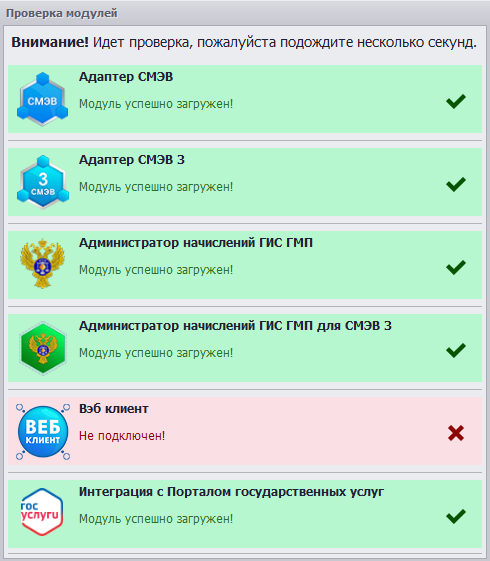 Проверка модулей
Внимание! Идет проверка, пожалуйста подождите несколько секунд.
СМЭВ
Адаптер СМЭВ
Модуль успешно загружен!
3
СМЭВ
Адаптер СМЭВ 3
Модуль успешно загружен!
Администратор начислений ГИС ГМП
Модуль успешно загружен!
Администратор начислений ГИС ГМП для СМЭВ 3
Модуль успешно загружен!
ВЕБ
КЛИЕНТ
Вэб клиент
Не подключен!
гос
услуги
Интеграция с Порталом государственных услуг
Модуль успешно загружен!